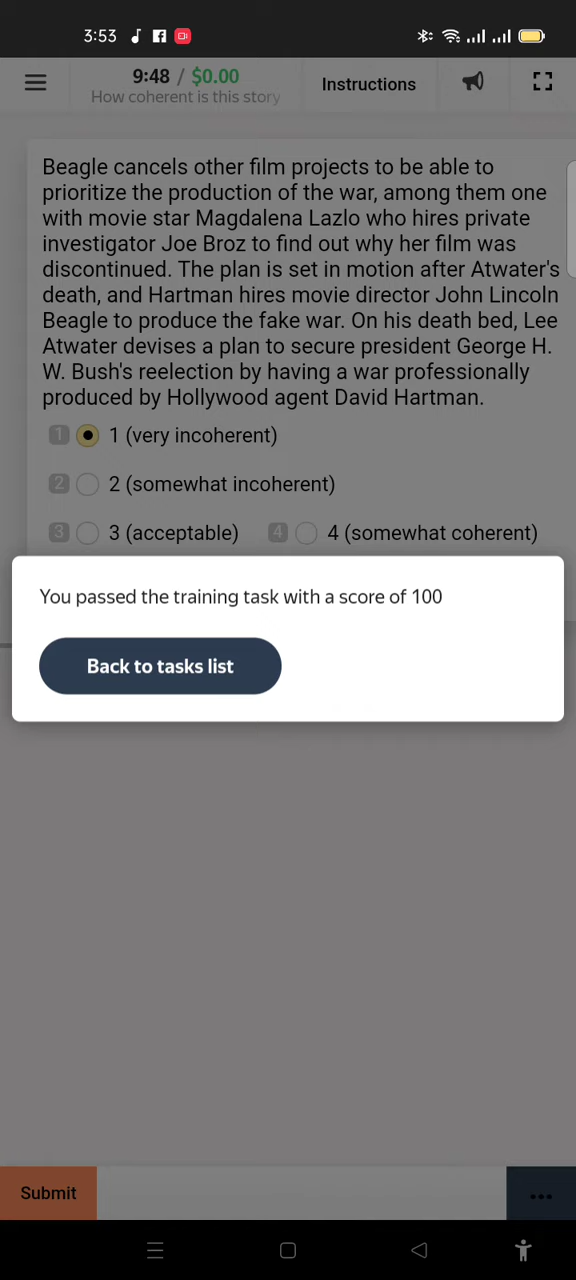 3:53
9:48 / $0.00
How coherent is this story
Instructions
Beagle cancels other film projects to be able to
prioritize the production of the war, among them one
with movie star Magdalena Lazlo who hires private
investigator Joe Broz to find out why her film was
discontinued. The plan is set in motion after Atwater's
death, and Hartman hires movie director John Lincoln
Beagle to produce the fake war. On his death bed, Lee
Atwater devises a plan to secure president George H.
W. Bush's reelection by having a war professionally
produced by Hollywood agent David Hartman.
1 1 (very incoherent)
2 2 (somewhat incoherent)
3 3 (acceptable) 4 4 (somewhat coherent)
You passed the training task with a score of 100
Back to tasks list
Submit